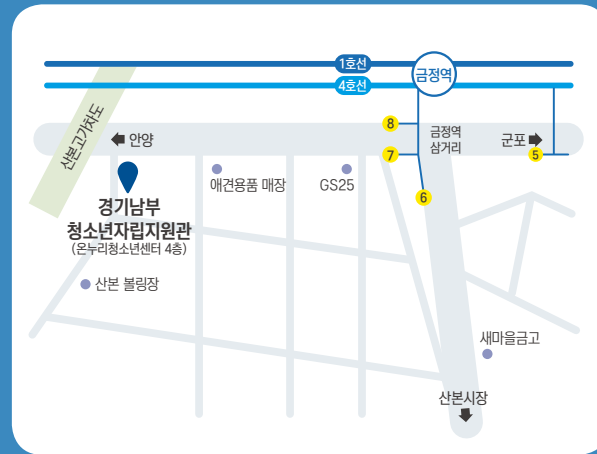 1호선
금정역
4호선
산본고가차도
안양
8
금정역
삼거리
군포
7
5
애견용품 매장
GS25
6
경기남부
청소년자립지원관
(온누리청소년센터 4층)
산본 볼링장
새마을금고
산본시장